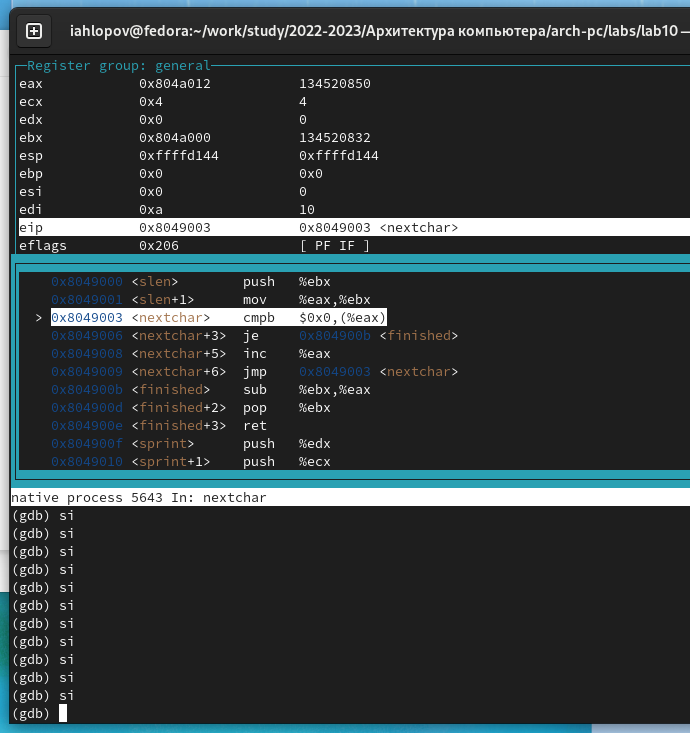 iahlopov@fedora:~/work/study/2022-2023/Архитектура компьютера/arch-pc/labs/lab10 —
Register group: general
eax 0x804a012 134520850
ecx 0x4 4
edx 0x0 0
ebx 0x804a000 134520832
esp 0xffffd144 0xffffd144
ebp 0x0 0x0
esi 0x0 0
edi 0xa 10
eip 0x8049003 0x8049003 <nextchar>
eflags 0x206 [ PF IF ]
0x8049000 <slen> push %ebx
0x8049001 <slen+1> mov %eax,%ebx
> 0x8049003 <nextchar> cmpb $0x0,(%eax)
0x8049006 <nextchar+3> je 0x804900b <finished>
0x8049008 <nextchar+5> inc %eax
0x8049009 <nextchar+6> jmp 0x8049003 <nextchar>
0x804900b <finished> sub %ebx,%eax
0x804900d <finished+2> pop %ebx
0x804900e <finished+3> ret
0x804900f <sprint> push %edx
0x8049010 <sprint+1> push %ecx
native process 5643 In: nextchar
(gdb) si
(gdb) si
(gdb) si
(gdb) si
(gdb) si
(gdb) si
(gdb) si
(gdb) si
(gdb) si
(gdb) si
(gdb) si
(gdb)